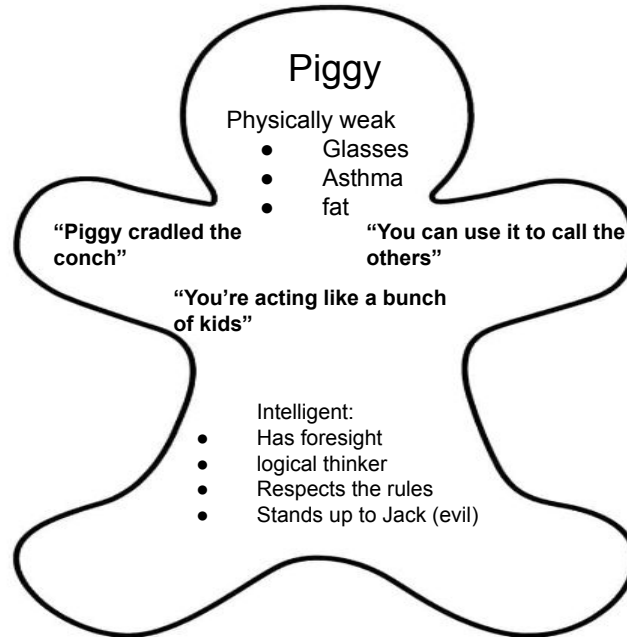 Piggy
Physically weak
● Glasses
● Asthma
● fat
“Piggy cradled the
conch”
“You can use it to call the
others”
“You’re acting like a bunch
of kids”
Intelligent:
● Has foresight
● logical thinker
● Respects the rules
● Stands up to Jack (evil)